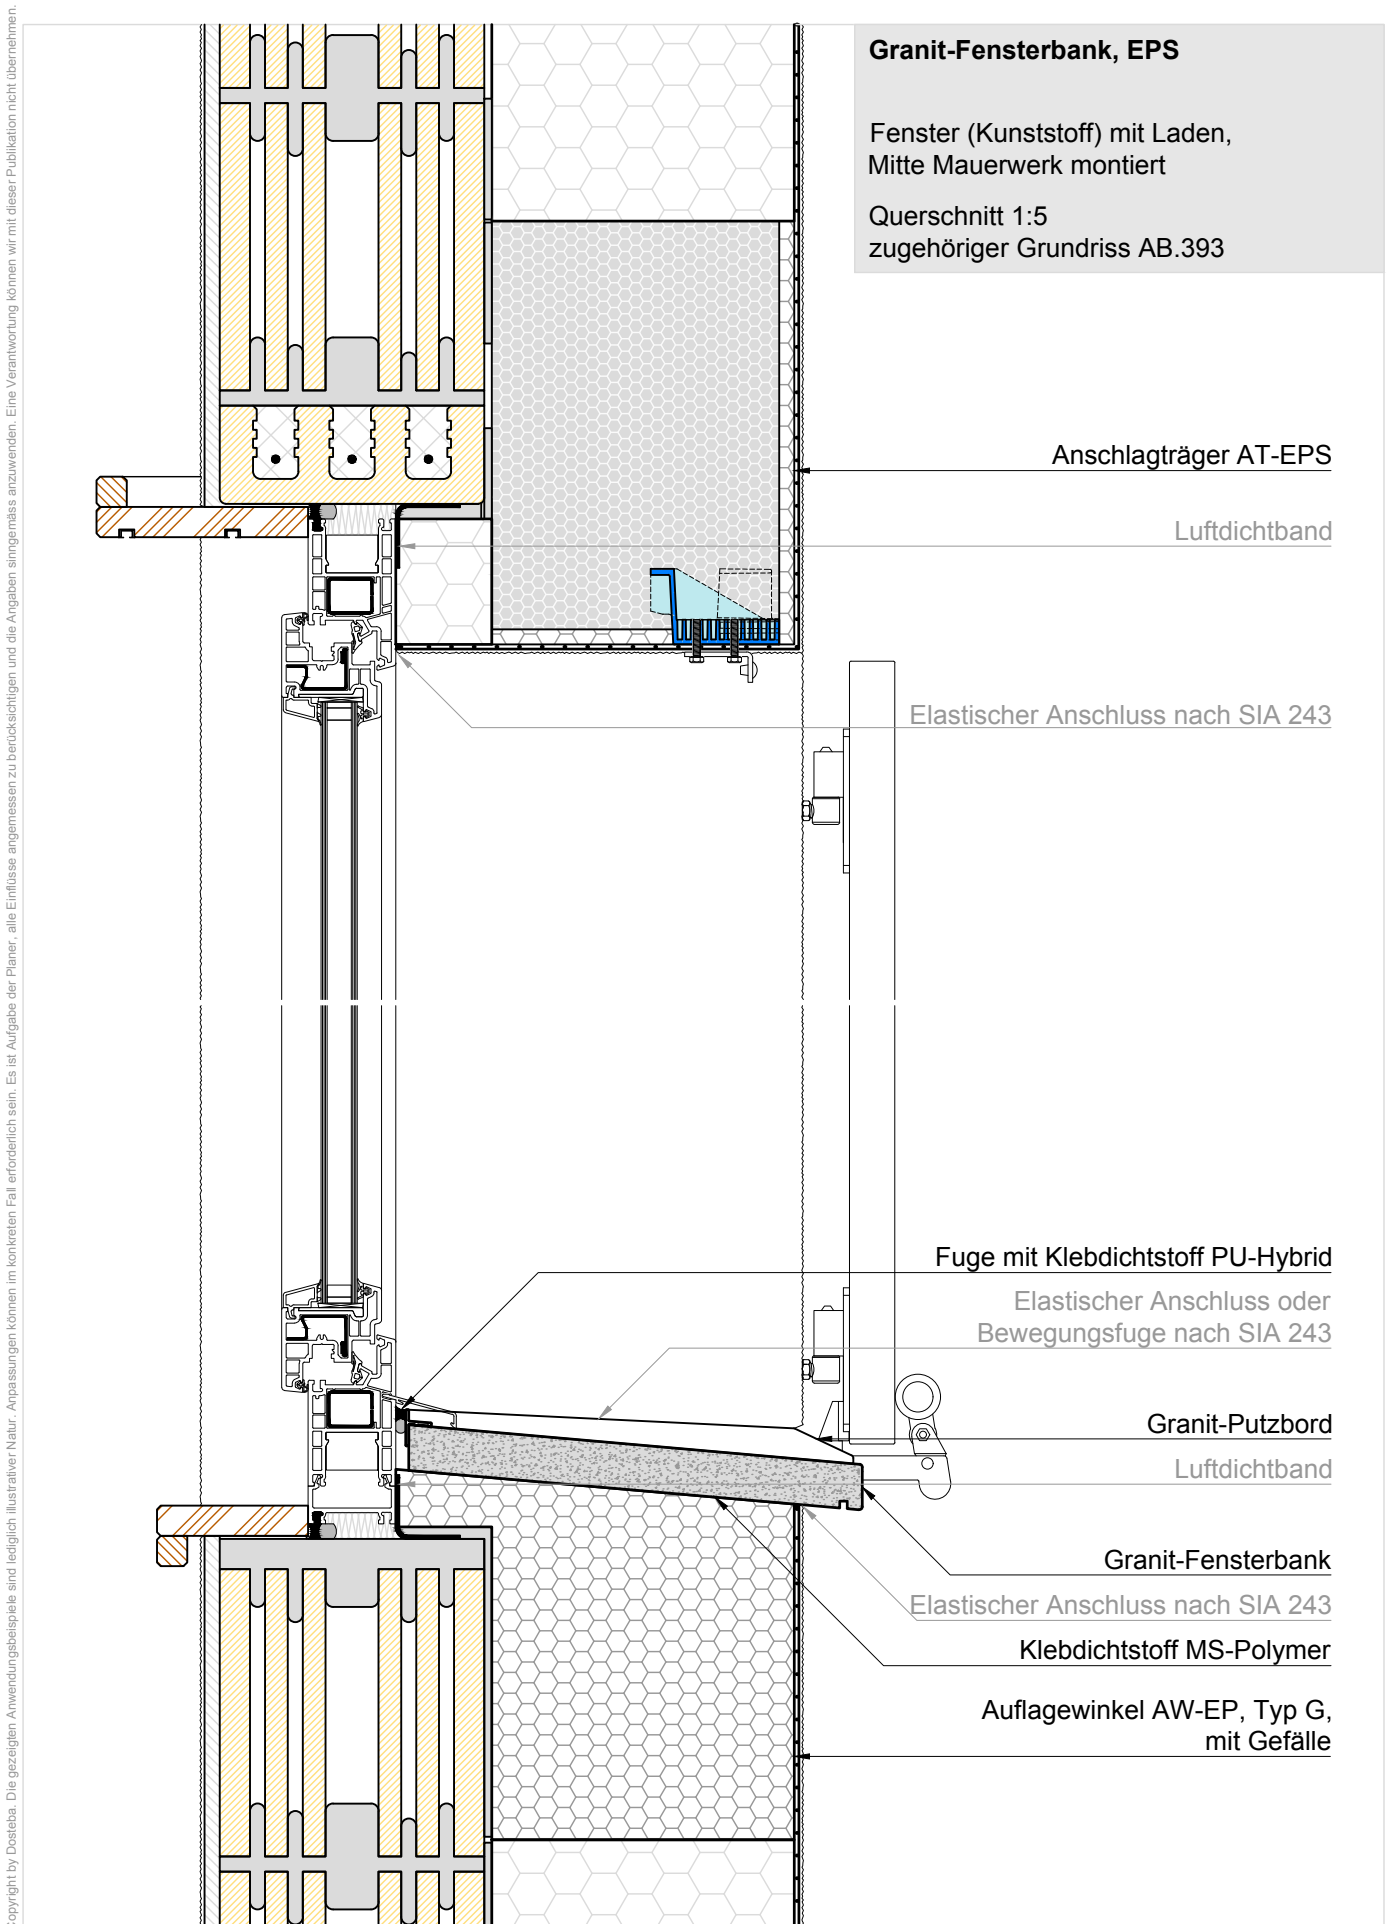 Granit-Fensterbank, EPS
Fenster (Kunststoff) mit Laden,
Mitte Mauerwerk montiert
Querschnitt 1:5
zugehöriger Grundriss AB.393
Anschlagträger AT-EPS
Luftdichtband
Elastischer Anschluss nach SIA 243
Fuge mit Klebdichtstoff PU-Hybrid
Elastischer Anschluss oder
Bewegungsfuge nach SIA 243
Granit-Putzbord
Luftdichtband
Granit-Fensterbank
Elastischer Anschluss nach SIA 243
Klebdichtstoff MS-Polymer
Auflagewinkel AW-EP, Typ G,
mit Gefälle
Copyright by Dosteba. Die gezeigten Anwendungsbeispiele sind lediglich illustrativer Natur. Anpassungen können im konkreten Fall erforderlich sein. Es ist Aufgabe der Planer, alle Einflüsse angemessen zu berücksichtigen und die Angaben sinngemäss anzuwenden. Eine Verantwortung können wir mit dieser Publikation nicht übernehmen.